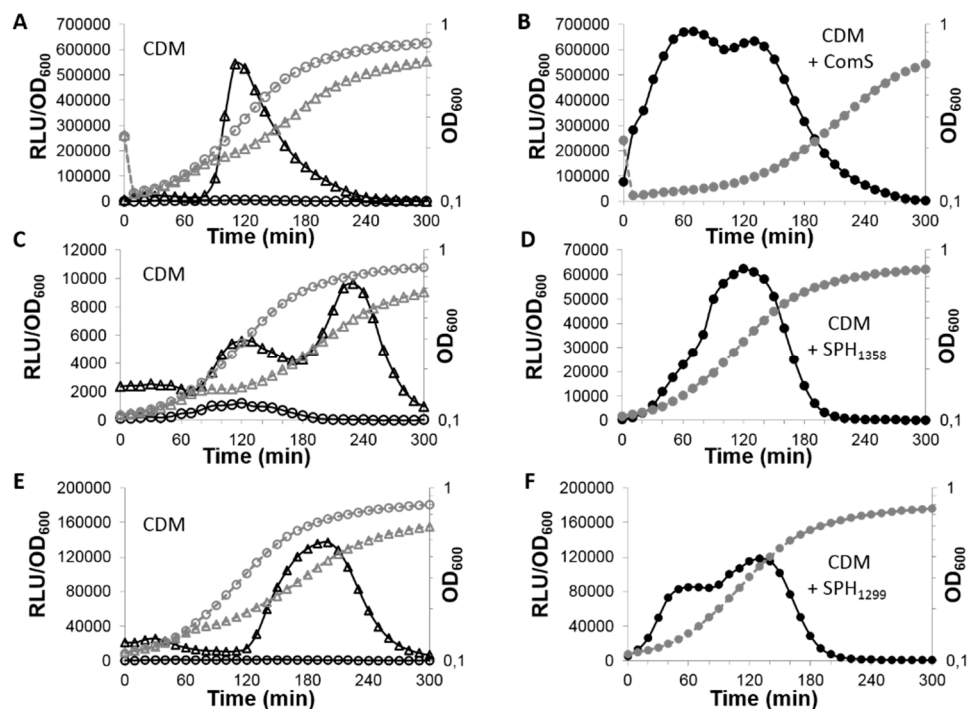 A
B
700000
600000
500000
400000
300000
200000
100000
0
RLU/OD600
CDM
1
0,1
OD600
0 60 120 180 240 300
Time (min)
700000
600000
500000
400000
300000
200000
100000
0
RLU/OD600
CDM
+ ComS
1
0,1
OD600
0 60 120 180 240 300
Time (min)
C
D
12000
10000
8000
6000
4000
2000
0
RLU/OD600
CDM
1
0,1
OD600
0 60 120 180 240 300
Time (min)
70000
60000
50000
40000
30000
20000
10000
0
RLU/OD600
CDM
+ SPH1358
1
0,1
OD600
0 60 120 180 240 300
Time (min)
E
F
200000
160000
120000
80000
40000
0
RLU/OD600
CDM
1
0,1
OD600
0 60 120 180 240 300
Time (min)
200000
160000
120000
80000
40000
0
RLU/OD600
CDM
+ SPH1299
1
0,1
OD600
0 60 120 180 240 300
Time (min)